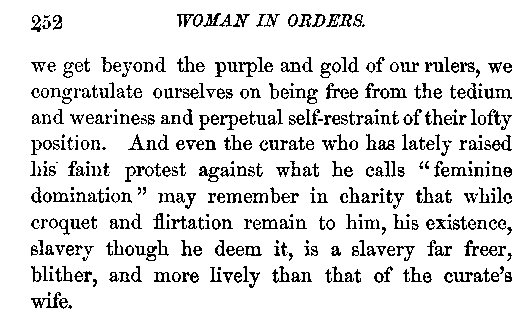 252 WOMAN IN ORDERS.
we get beyond the purple and gold of our rulers, we
congratulate ourselves on being free from the tedium
and weariness and perpetual self-restraint of their lofty
position. And even the curate who has lately raised
his faint protest against what he calls "feminine
domination" may remember in charity that while
croquet and flirtation remain to him, his existence,
slavery though he deem it, is a slavery far freer,
blither, and more lively than that of the curate's
wife.